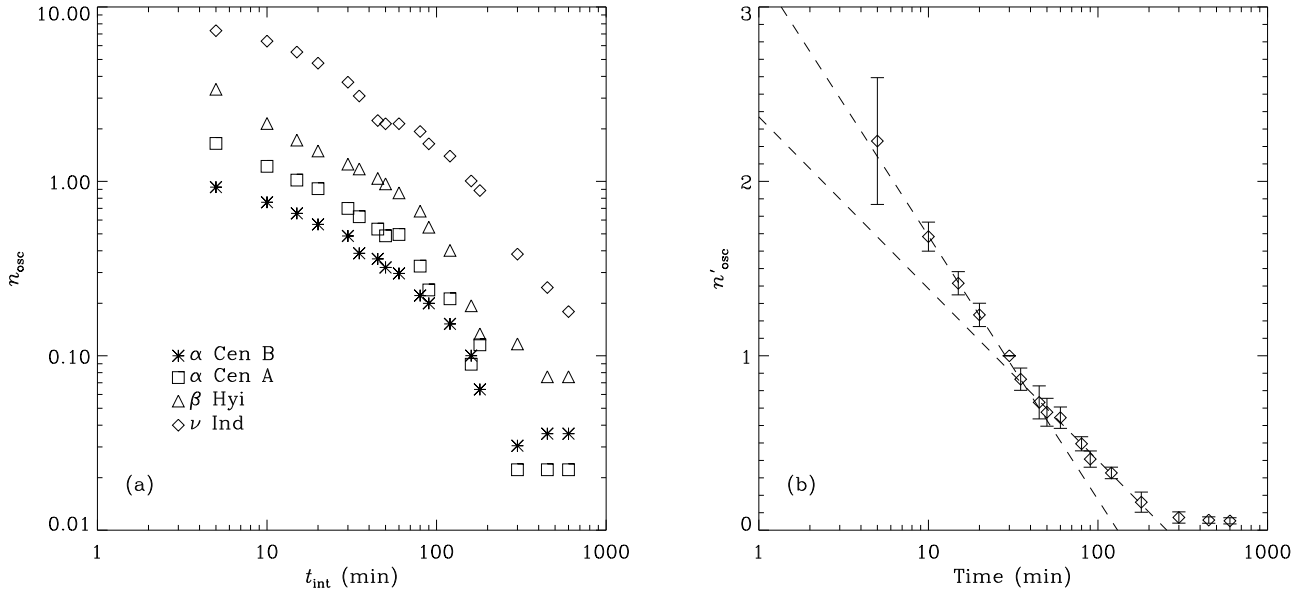 10.00
1.00
0.10
0.01
n_osc
α Cen B
α Cen A
β Hyi
ν Ind
(a)
1 10 100 1000
t_int (min)
3
2
1
0
n'_osc
(b)
1 10 100 1000
Time (min)